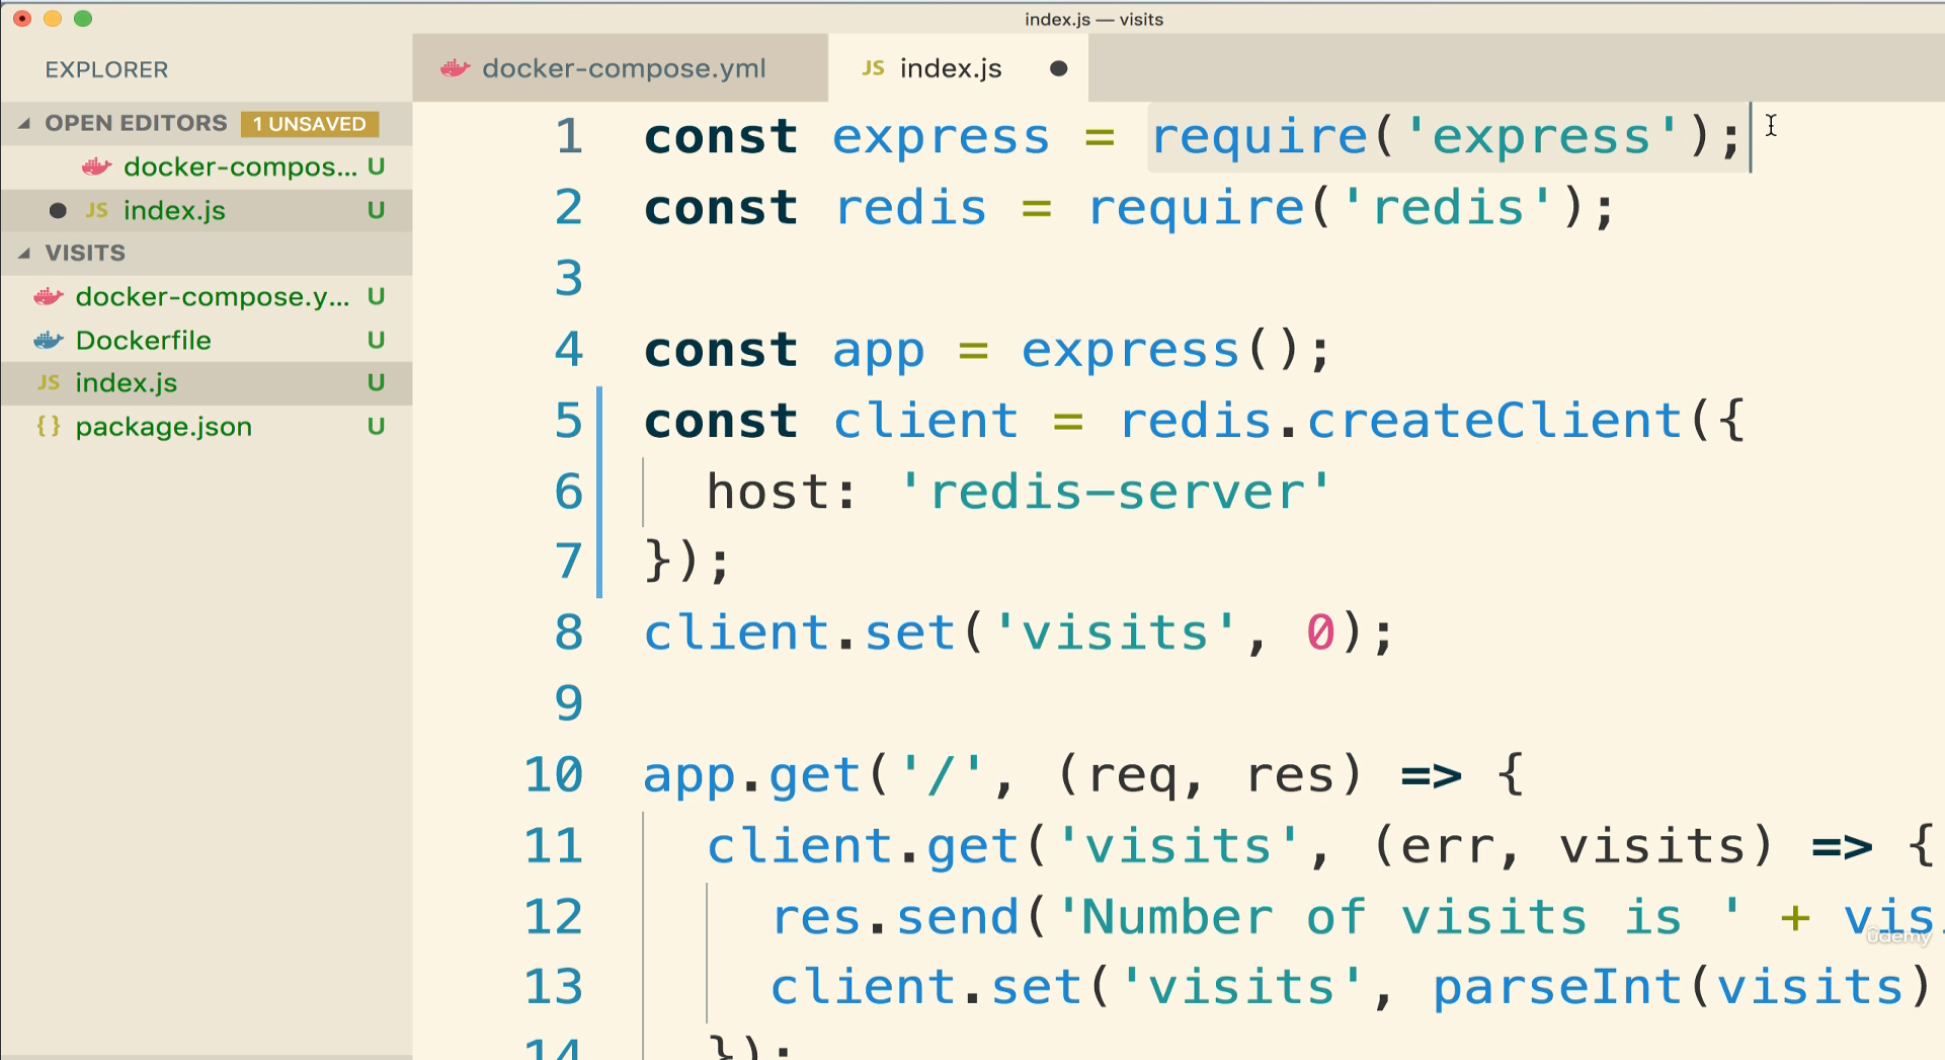 index.js — visits
EXPLORER
OPEN EDITORS 1 UNSAVED
docker-compos... U
JS index.js U
VISITS
docker-compose.y... U
Dockerfile U
JS index.js U
{} package.json U
docker-compose.yml JS index.js
1 const express = require('express');
2 const redis = require('redis');
3
4 const app = express();
5 const client = redis.createClient({
6 host: 'redis-server'
7 });
8 client.set('visits', 0);
9
10 app.get('/', (req, res) => {
11 client.get('visits', (err, visits) => {
12 res.send('Number of visits is ' + vis
13 client.set('visits', parseInt(visits)
14 });
ûdemy